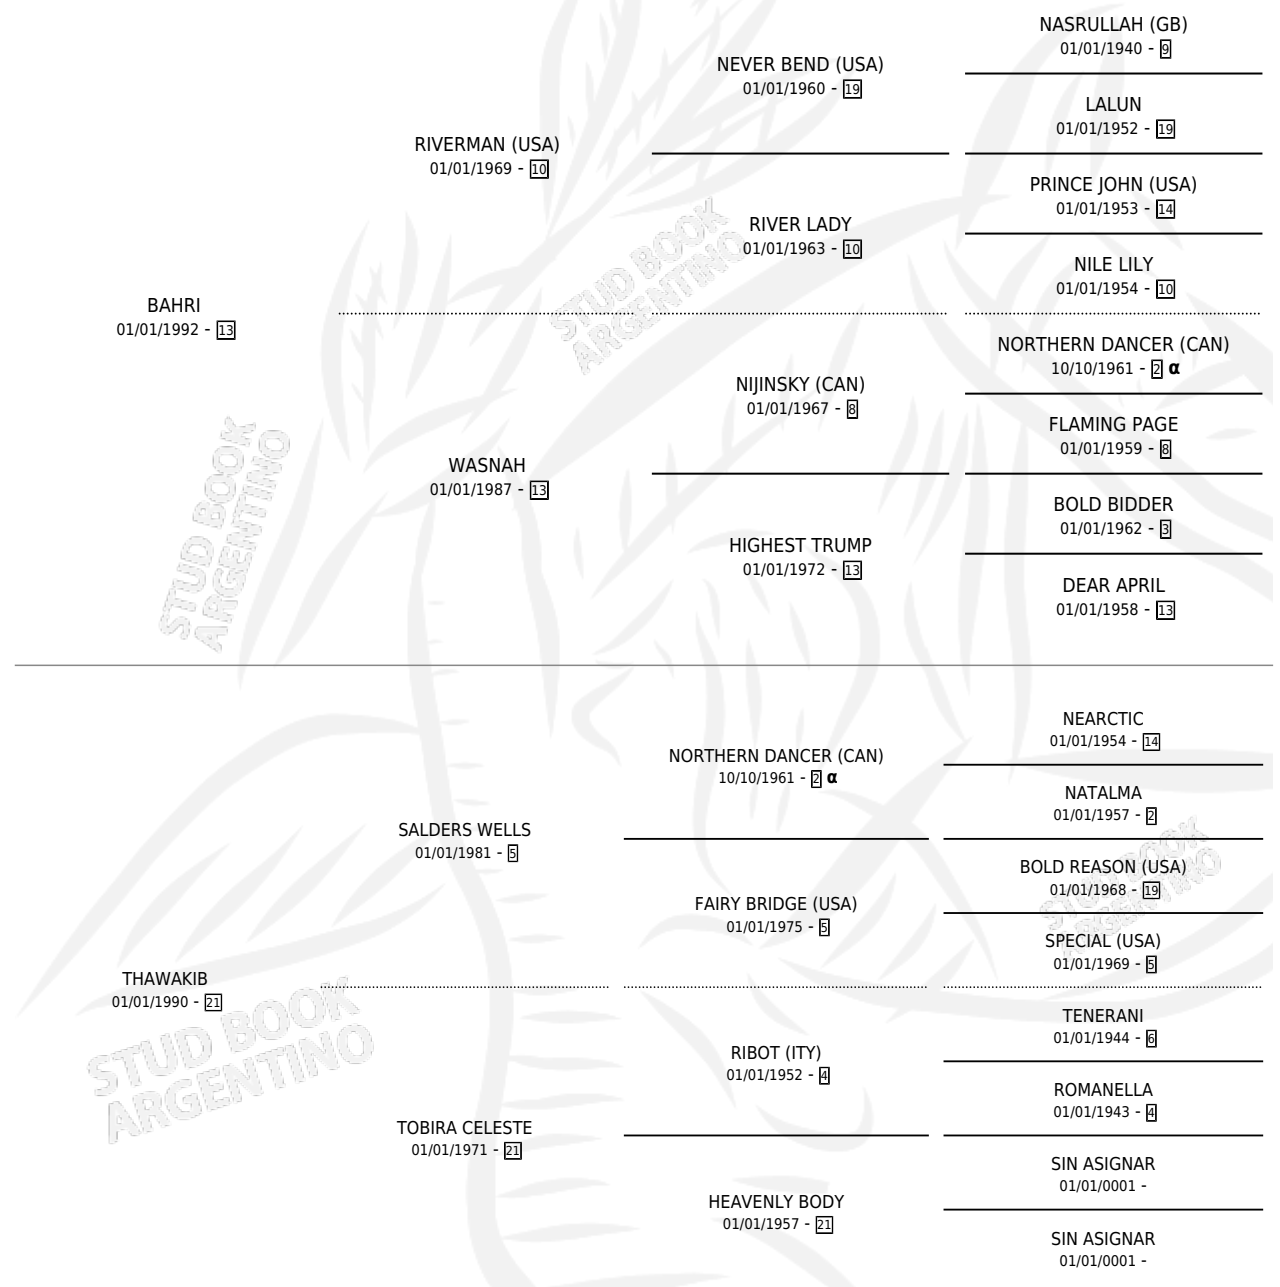 NASRULLAH (GB)
01/01/1940 - 9
NEVER BEND (USA)
01/01/1960 - 19
LALUN
01/01/1952 - 19
RIVERMAN (USA)
01/01/1969 - 10
PRINCE JOHN (USA)
01/01/1953 - 14
RIVER LADY
01/01/1963 - 10
NILE LILY
01/01/1954 - 10
BAHRI
01/01/1992 - 13
NORTHERN DANCER (CAN)
10/10/1961 - 2 α
NIJINSKY (CAN)
01/01/1967 - 8
FLAMING PAGE
01/01/1959 - 8
WASNAH
01/01/1987 - 13
BOLD BIDDER
01/01/1962 - 3
HIGHEST TRUMP
01/01/1972 - 13
DEAR APRIL
01/01/1958 - 13
NEARCTIC
01/01/1954 - 14
NORTHERN DANCER (CAN)
10/10/1961 - 2 α
NATALMA
01/01/1957 - 2
SALDERS WELLS
01/01/1981 - 5
BOLD REASON (USA)
01/01/1968 - 19
FAIRY BRIDGE (USA)
01/01/1975 - 5
SPECIAL (USA)
01/01/1969 - 5
THAWAKIB
01/01/1990 - 21
TENERANI
01/01/1944 - 6
RIBOT (ITY)
01/01/1952 - 4
ROMANELLA
01/01/1943 - 4
TOBIRA CELESTE
01/01/1971 - 21
SIN ASIGNAR
01/01/0001 -
HEAVENLY BODY
01/01/1957 - 21
SIN ASIGNAR
01/01/0001 -
STUD BOOK
ARGENTINO
STUD BOOK
ARGENTINO
STUD BOOK
ARGENTINO
STUD BOOK
ARGENTINO